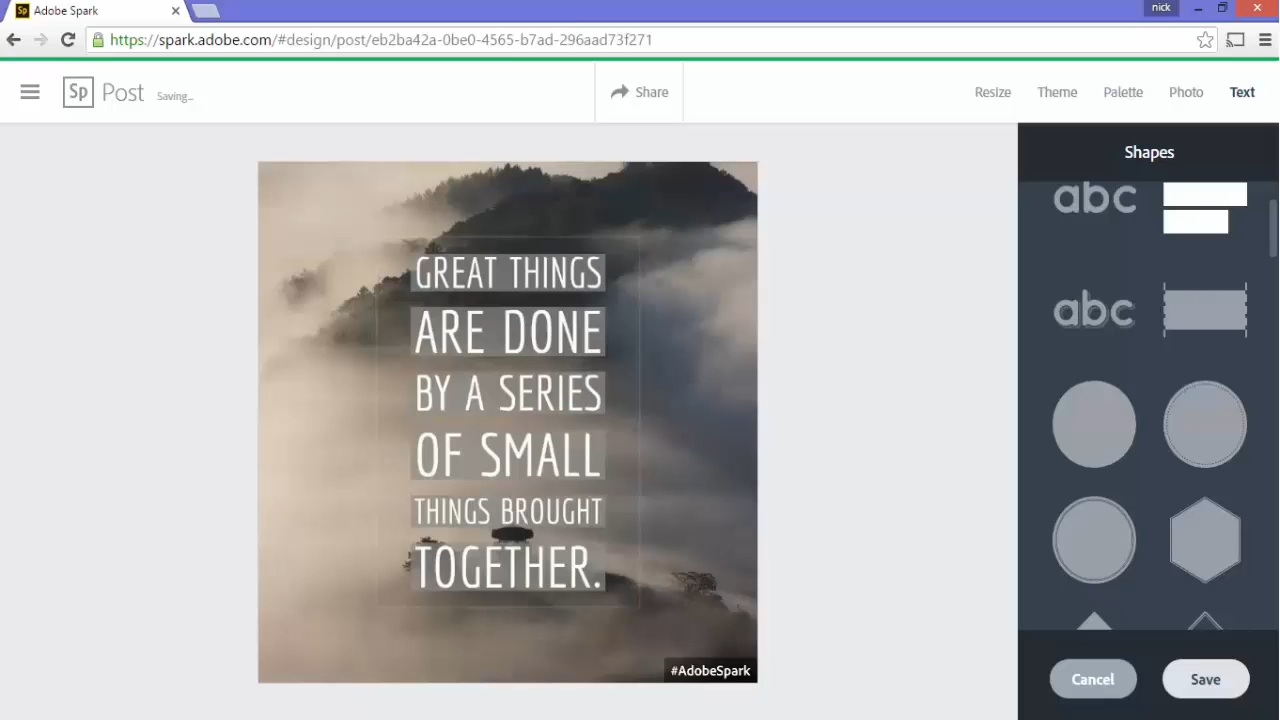 Adobe Spark
nick
https://spark.adobe.com/#design/post/eb2ba42a-0be0-4565-b7ad-296aad73f271
Sp Post Saving... Share Resize Theme Palette Photo Text
Shapes
abc
abc
GREAT THINGS
ARE DONE
BY A SERIES
OF SMALL
THINGS BROUGHT
TOGETHER.
#AdobeSpark
Cancel Save